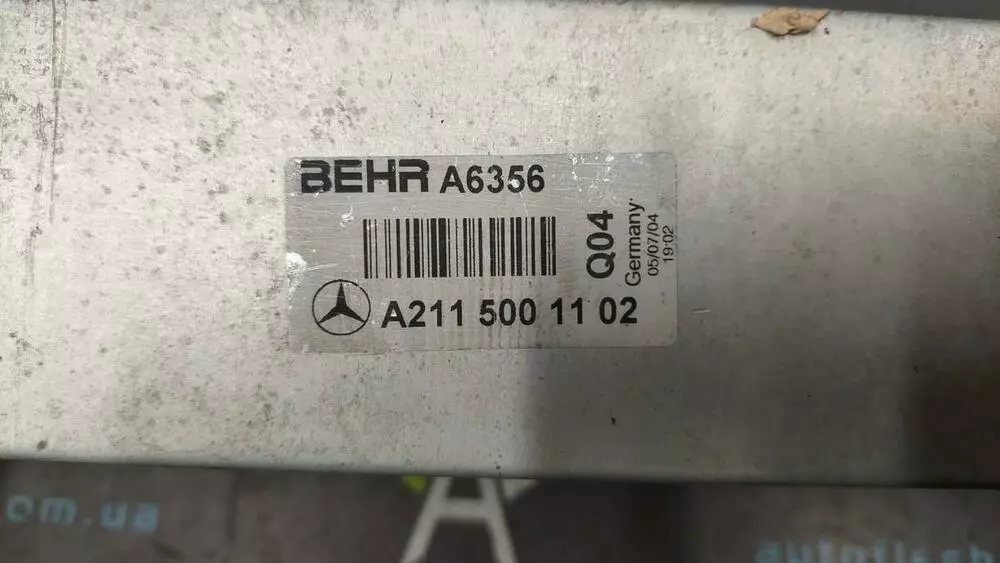 BEHR A6356
Q04
Germany
05/07/04
19:02
A211 500 11 02
om.ua